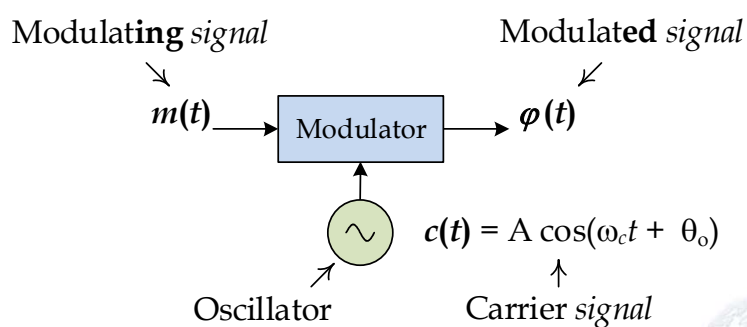 Modulating signal
Modulated signal
m(t)
Modulator
φ(t)
c(t) = A cos(ωct + θo)
Oscillator
Carrier signal